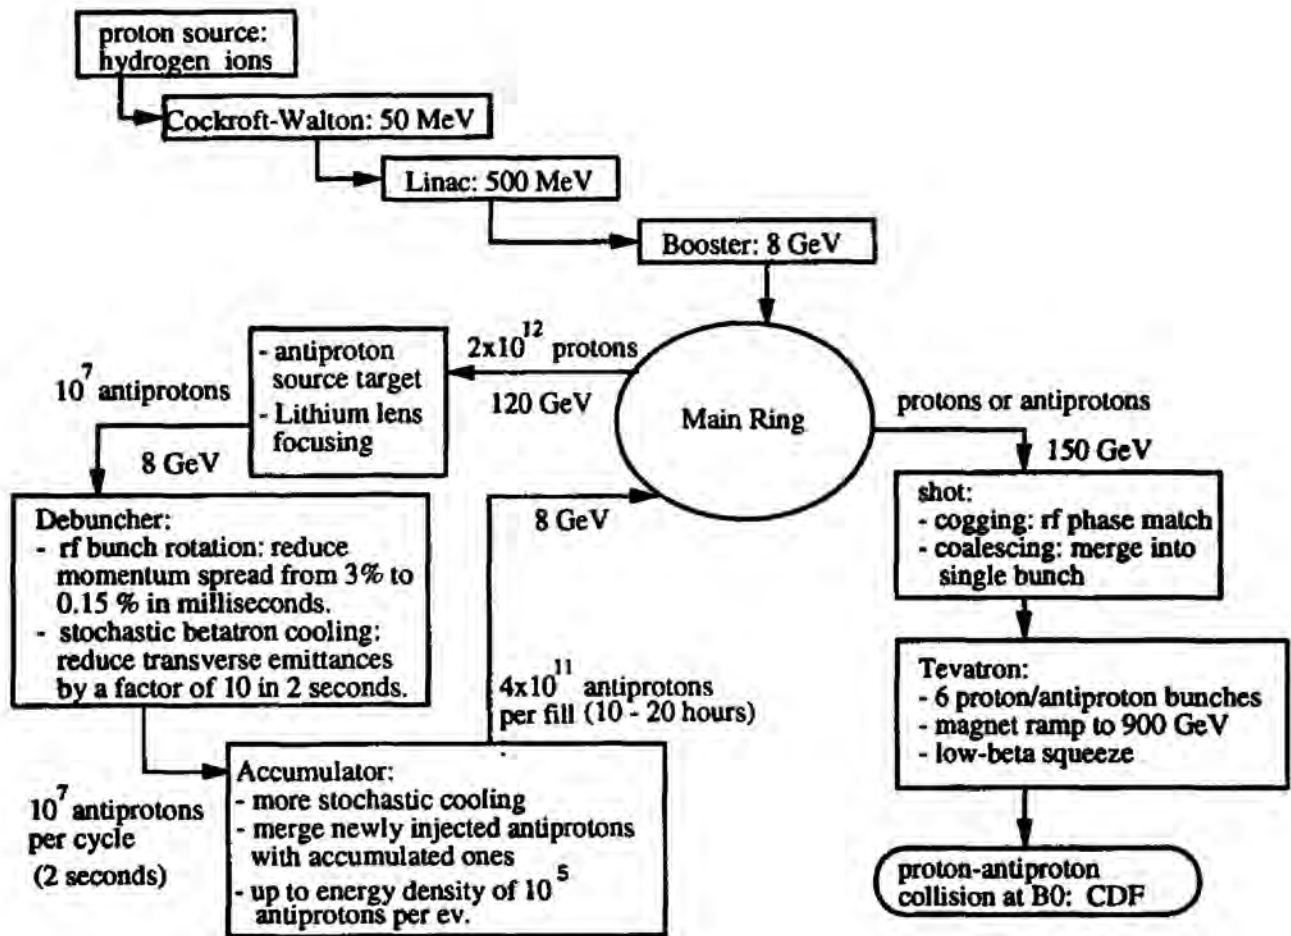 proton source:
hydrogen ions
Cockroft-Walton: 50 MeV
Linac: 500 MeV
Booster: 8 GeV
Main Ring
2x10^12 protons
120 GeV
- antiproton
source target
- Lithium lens
focusing
10^7 antiprotons
8 GeV
Debuncher:
- rf bunch rotation: reduce
momentum spread from 3% to
0.15 % in milliseconds.
- stochastic betatron cooling:
reduce transverse emittances
by a factor of 10 in 2 seconds.
10^7 antiprotons
per cycle
(2 seconds)
Accumulator:
- more stochastic cooling
- merge newly injected antiprotons
with accumulated ones
- up to energy density of 10^5
antiprotons per ev.
4x10^11 antiprotons
per fill (10 - 20 hours)
8 GeV
protons or antiprotons
150 GeV
shot:
- cogging: rf phase match
- coalescing: merge into
single bunch
Tevatron:
- 6 proton/antiproton bunches
- magnet ramp to 900 GeV
- low-beta squeeze
proton-antiproton
collision at B0: CDF